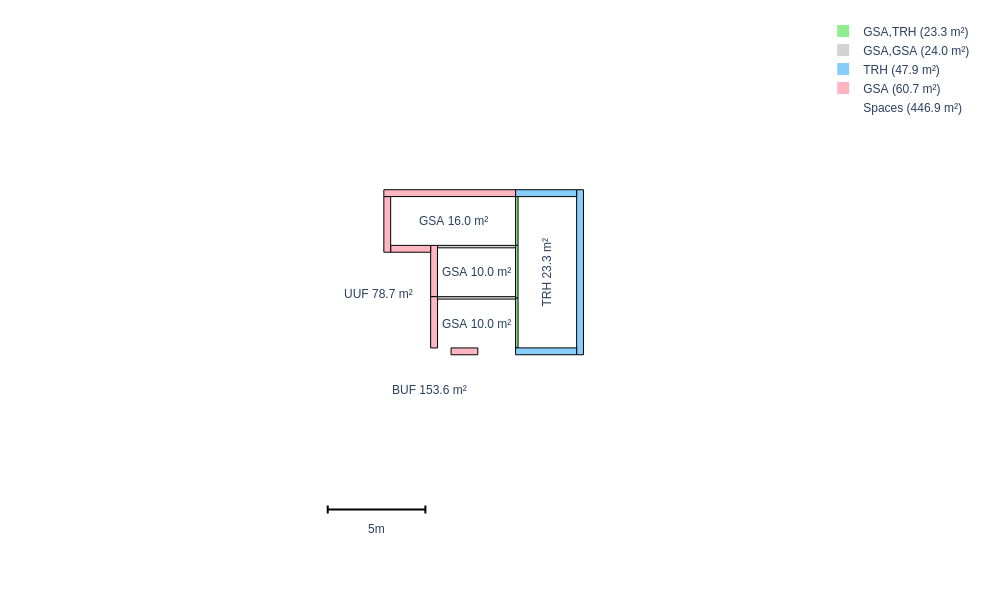 GSA,TRH (23.3 m²)
GSA,GSA (24.0 m²)
TRH (47.9 m²)
GSA (60.7 m²)
Spaces (446.9 m²)
GSA 16.0 m²
TRH 23.3 m²
GSA 10.0 m²
UUF 78.7 m²
GSA 10.0 m²
BUF 153.6 m²
5m